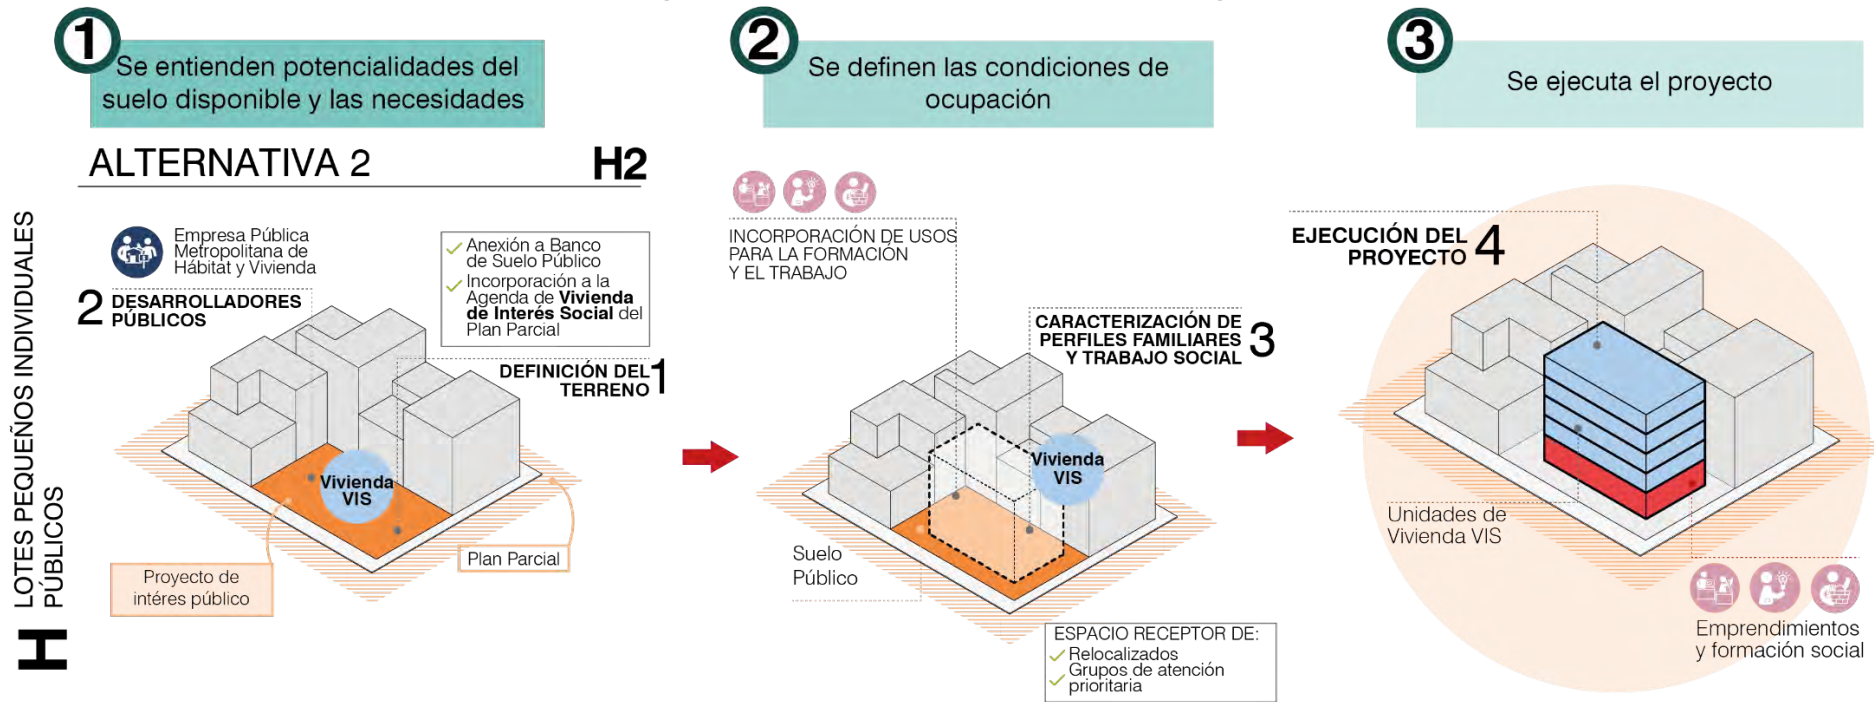 1
Se entienden potencialidades del
suelo disponible y las necesidades
2
Se definen las condiciones de
ocupación
3
Se ejecuta el proyecto
ALTERNATIVA 2
H2
LOTES PEQUEÑOS INDIVIDUALES
PÚBLICOS
H
Empresa Pública
Metropolitana de
Hábitat y Vivienda
2 DESARROLLADORES
PÚBLICOS
Anexión a Banco
de Suelo Público
Incorporación a la
Agenda de Vivienda
de Interés Social del
Plan Parcial
DEFINICIÓN DEL
TERRENO 1
Vivienda
VIS
Proyecto de
intéres público
Plan Parcial
INCORPORACIÓN DE USOS
PARA LA FORMACIÓN
Y EL TRABAJO
CARACTERIZACIÓN DE
PERFILES FAMILIARES
Y TRABAJO SOCIAL 3
Vivienda
VIS
Suelo
Público
ESPACIO RECEPTOR DE:
Relocalizados
Grupos de atención
prioritaria
EJECUCIÓN DEL
PROYECTO 4
Unidades de
Vivienda VIS
Emprendimientos
y formación social